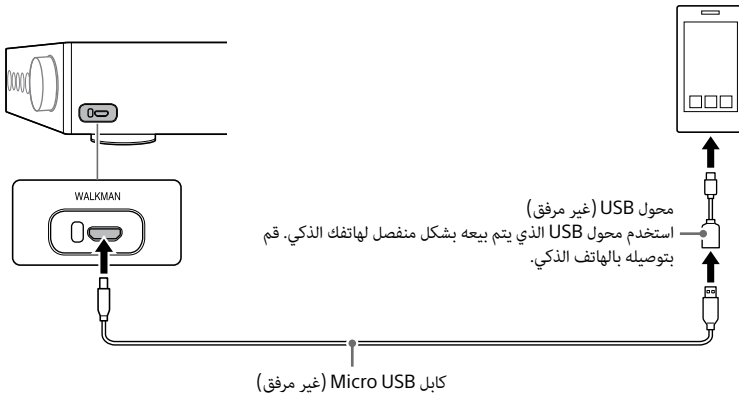 WALKMAN
محول USB (غير مرفق)
استخدم محول USB الذي يتم بيعه بشكل منفصل لهاتفك الذكي. قم
بتوصيله بالهاتف الذكي.
كابل Micro USB (غير مرفق)